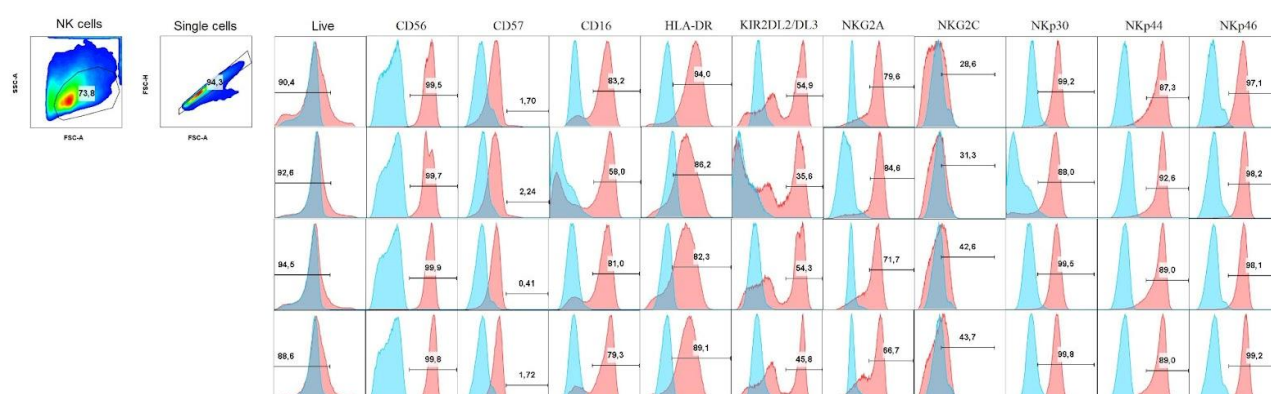 NK cells Single cells Live CD56 CD57 CD16 HLA-DR KIR2DL2/DL3 NKG2A NKG2C NKp30 NKp44 NKp46
SSC-A 73,8 FSC-A
FSC-H 94,3 FSC-A
90,4 99,5 1,70 83,2 94,0 54,9 79,6 28,6 99,2 87,3 97,1
92,6 99,7 2,24 58,0 86,2 35,6 84,6 31,3 88,0 92,6 98,2
94,5 99,9 0,41 81,0 82,3 54,3 71,7 42,6 99,5 89,0 98,1
88,6 99,8 1,72 79,3 89,1 45,8 66,7 43,7 99,8 89,0 99,2